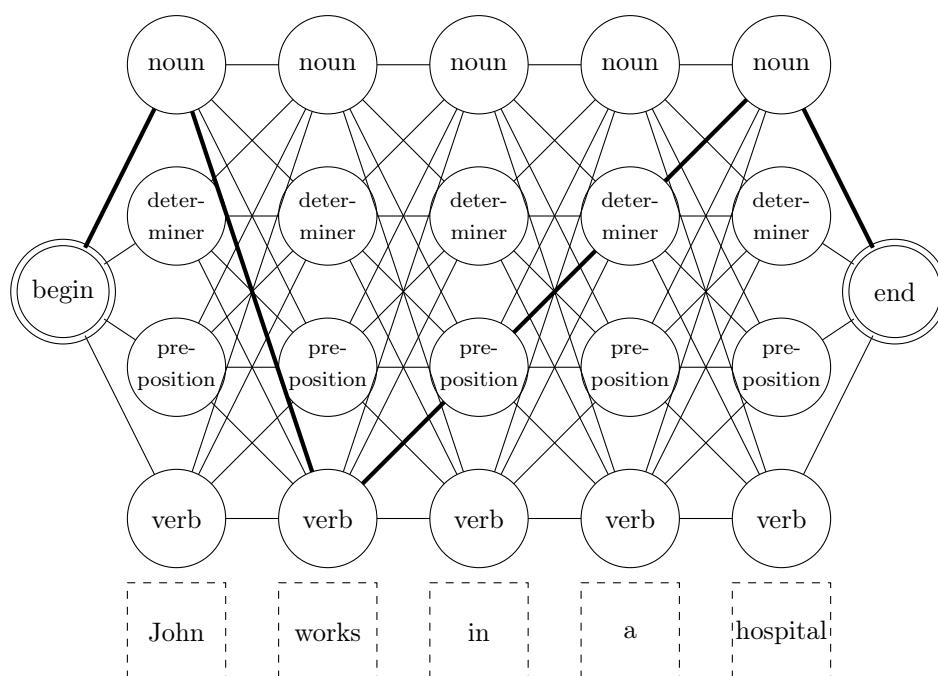 noun noun noun noun noun
deter- deter- deter- deter- deter-
miner miner miner miner miner
begin end
pre- pre- pre- pre- pre-
position position position position position
verb verb verb verb verb
John works in a hospital